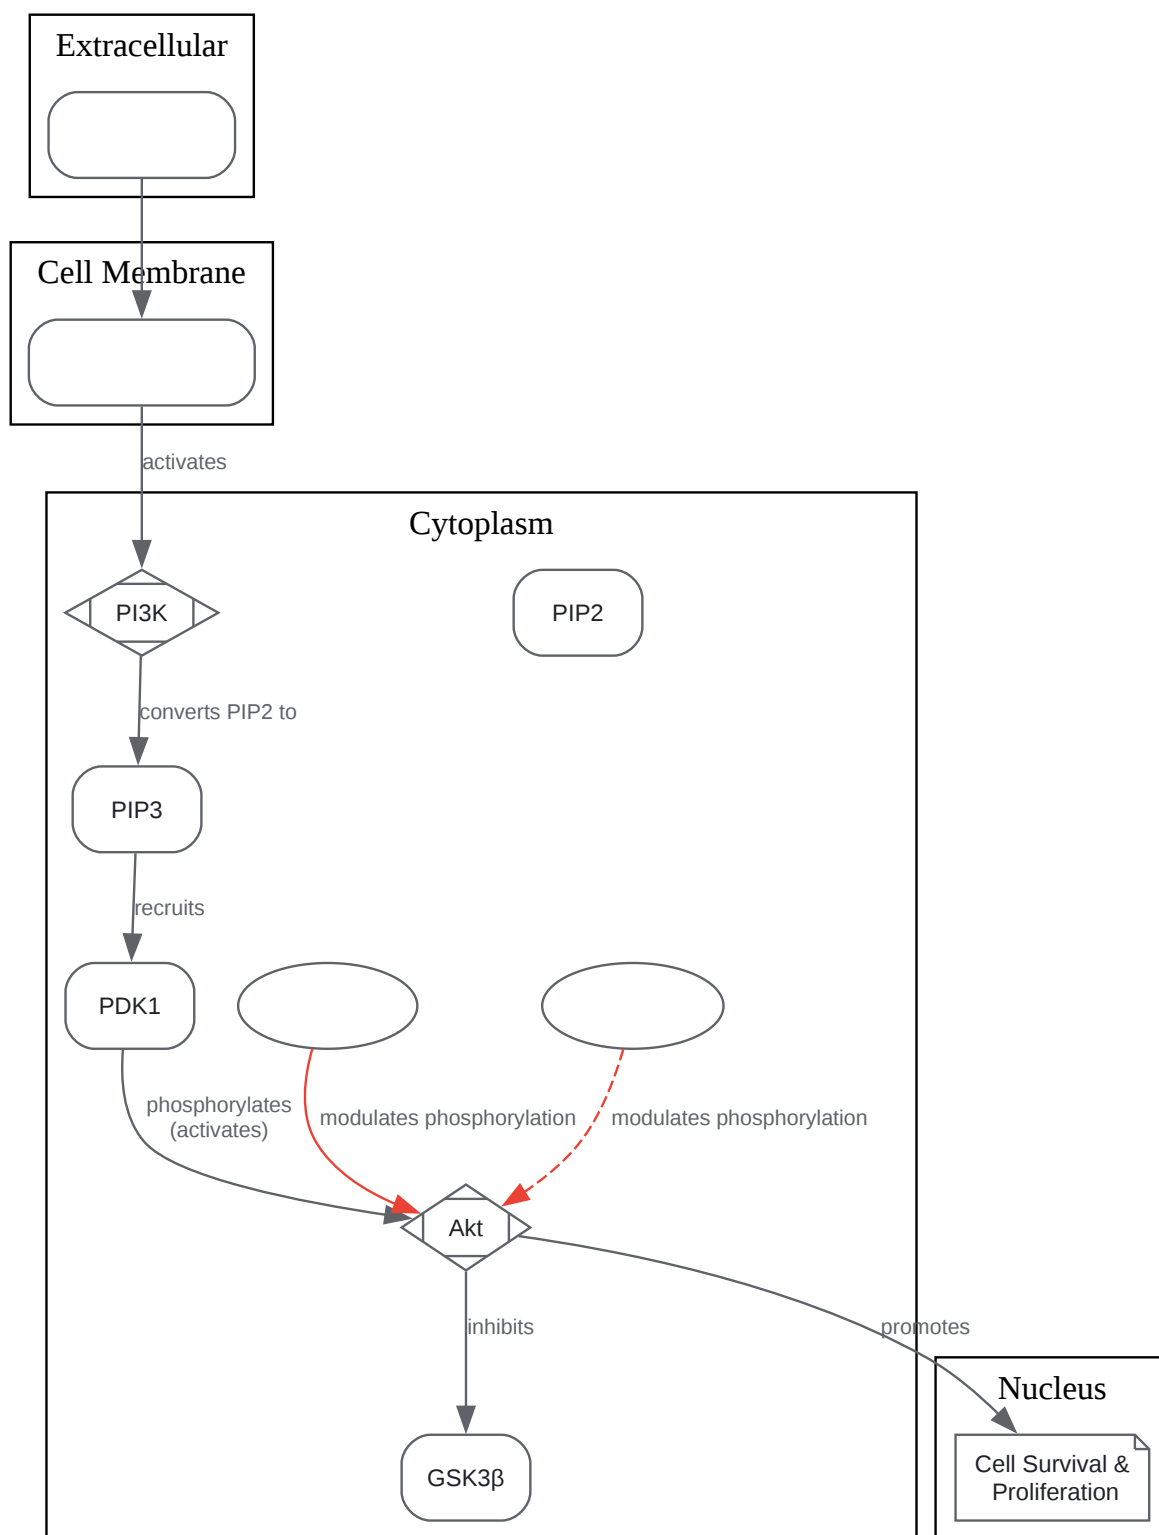 Extracellular
Cell Membrane
activates
Cytoplasm
PI3K
PIP2
converts PIP2 to
PIP3
recruits
PDK1
phosphorylates
(activates)
modulates phosphorylation
modulates phosphorylation
Akt
inhibits
promotes
Nucleus
GSK3β
Cell Survival &
Proliferation